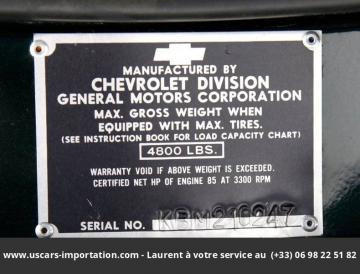 MANUFACTURED BY
CHEVROLET DIVISION
GENERAL MOTORS CORPORATION
MAX. GROSS WEIGHT WHEN
EQUIPPED WITH MAX. TIRES.
(SEE INSTRUCTION BOOK FOR LOAD CAPACITY CHART)
4800 LBS.
WARRANTY VOID IF ABOVE WEIGHT IS EXCEEDED.
CERTIFIED NET HP OF ENGINE 85 AT 3300 RPM
SERIAL NO. KBM210247
www.uscars-importation.com - Laurent à votre service au (+33) 06 98 22 51 82